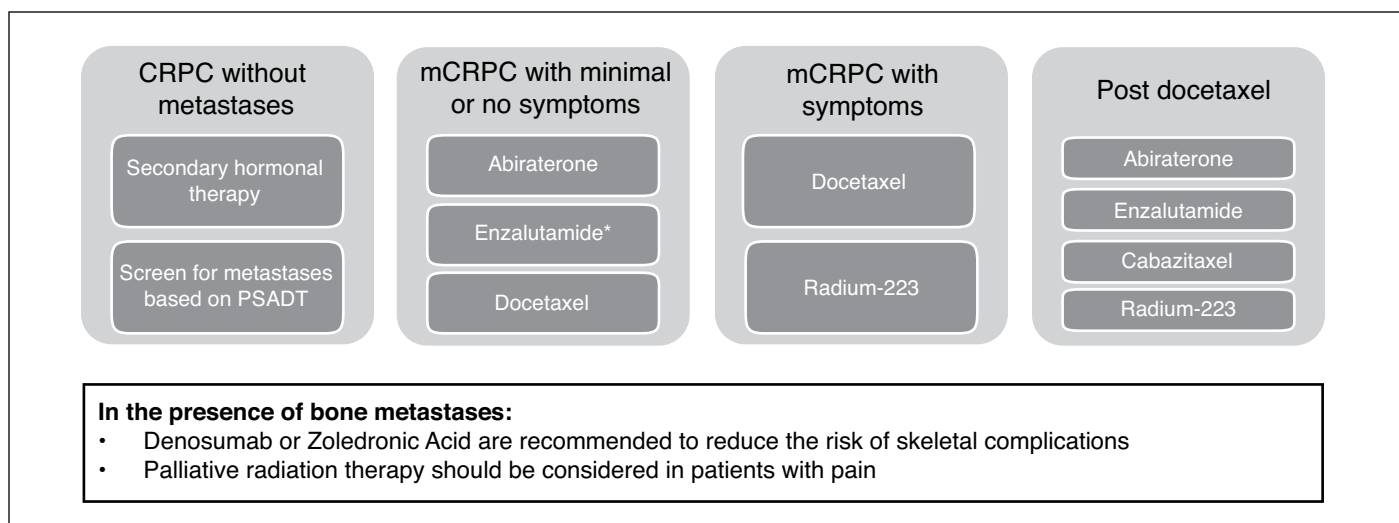 CRPC without
metastases
Secondary hormonal
therapy
Screen for metastases
based on PSADT
mCRPC with minimal
or no symptoms
Abiraterone
Enzalutamide*
Docetaxel
mCRPC with
symptoms
Docetaxel
Radium-223
Post docetaxel
Abiraterone
Enzalutamide
Cabazitaxel
Radium-223
In the presence of bone metastases:
• Denosumab or Zoledronic Acid are recommended to reduce the risk of skeletal complications
• Palliative radiation therapy should be considered in patients with pain